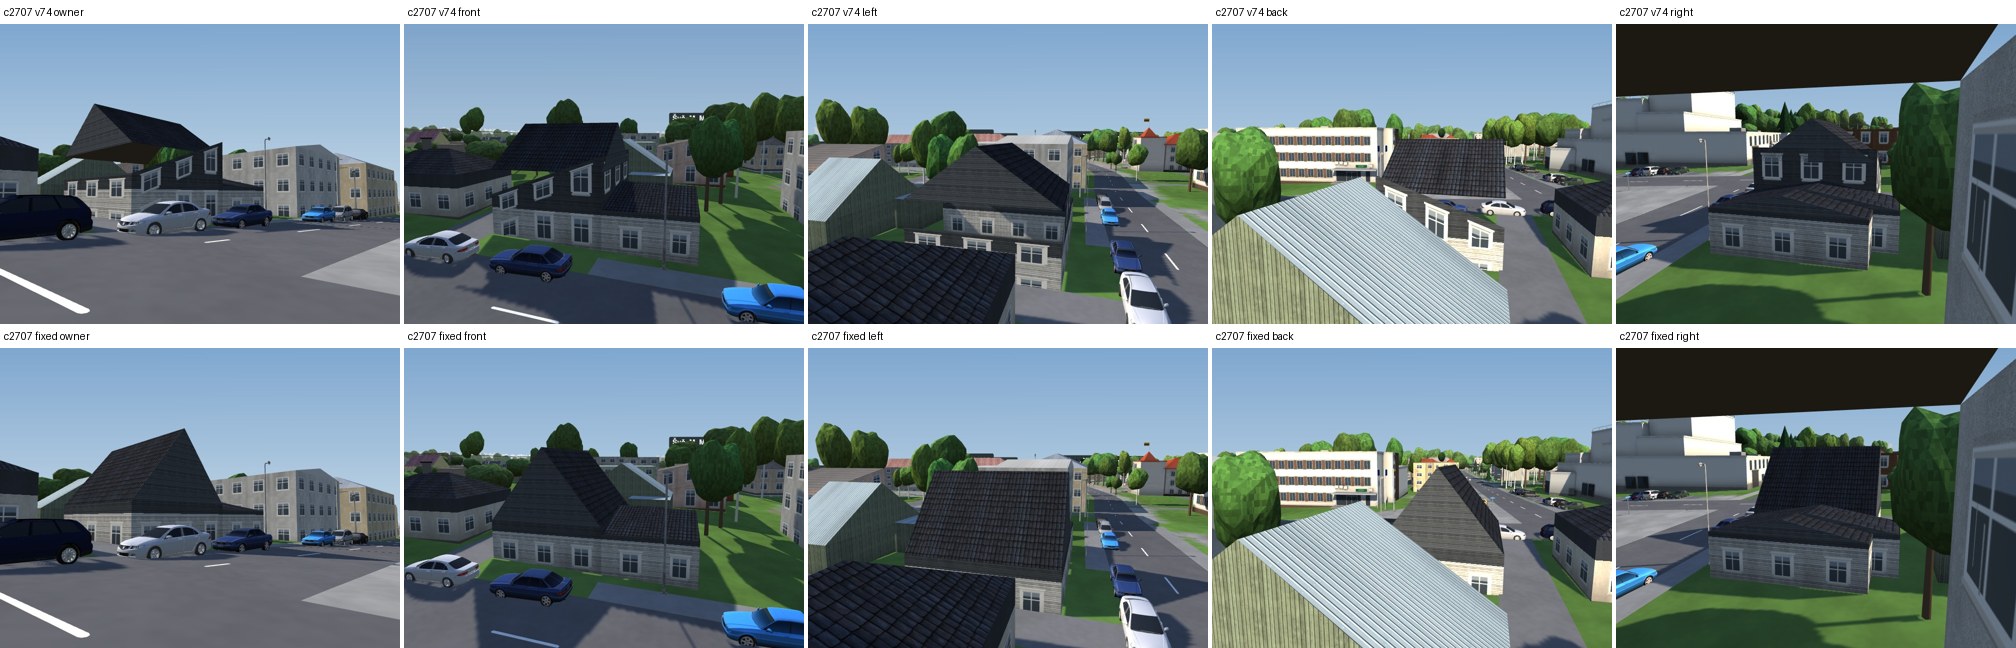 c2707 v74 owner
c2707 v74 front
c2707 v74 left
c2707 v74 back
c2707 v74 right
c2707 fixed owner
c2707 fixed front
c2707 fixed left
c2707 fixed back
c2707 fixed right